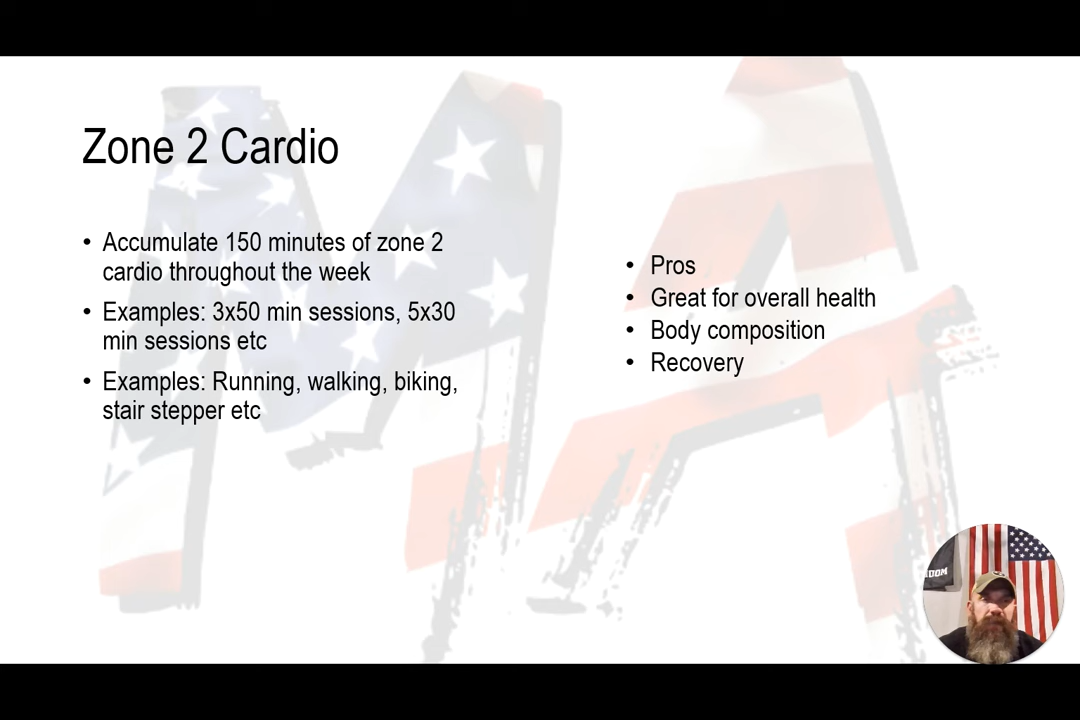 Zone 2 Cardio
• Accumulate 150 minutes of zone 2
cardio throughout the week
• Examples: 3x50 min sessions, 5x30
min sessions etc
• Examples: Running, walking, biking,
stair stepper etc
• Pros
• Great for overall health
• Body composition
• Recovery